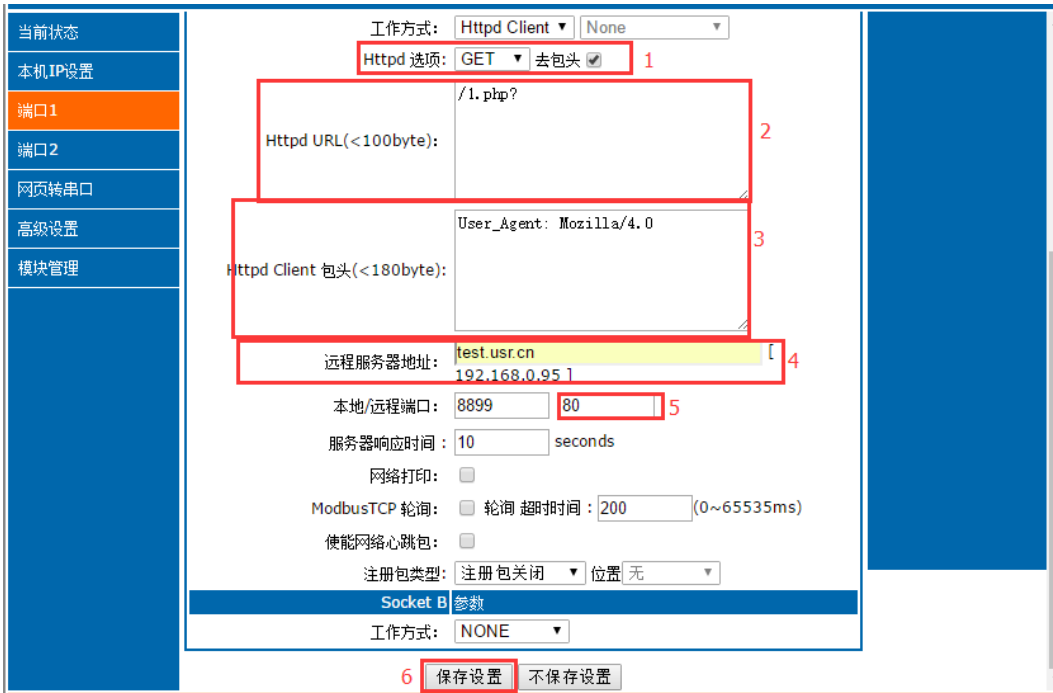 当前状态
本机IP设置
端口1
端口2
网页转串口
高级设置
模块管理
工作方式: Httpd Client None
Httpd 选项: GET 去包头 1
Httpd URL(<100byte): /1.php? 2
Httpd Client 包头(<180byte): User_Agent: Mozilla/4.0 3
远程服务器地址: test.usr.cn [ 4
192.168.0.95 ]
本地/远程端口: 8899 80 5
服务器响应时间 : 10 seconds
网络打印:
ModbusTCP 轮询: 轮询 超时时间 : 200 (0~65535ms)
使能网络心跳包:
注册包类型: 注册包关闭 位置 无
Socket B 参数
工作方式: NONE
6 保存设置 不保存设置